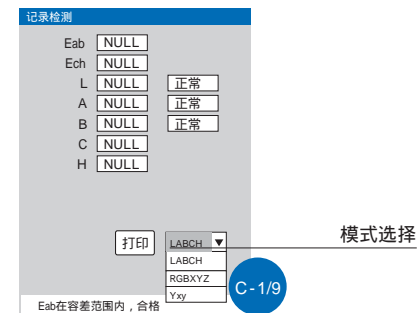 记录检测
Eab NULL
Ech NULL
L NULL 正常
A NULL 正常
B NULL 正常
C NULL
H NULL
打印 LABCH ▼ 模式选择
LABCH
RGBXYZ
Yxy
C-1/9
Eab在容差范围内，合格